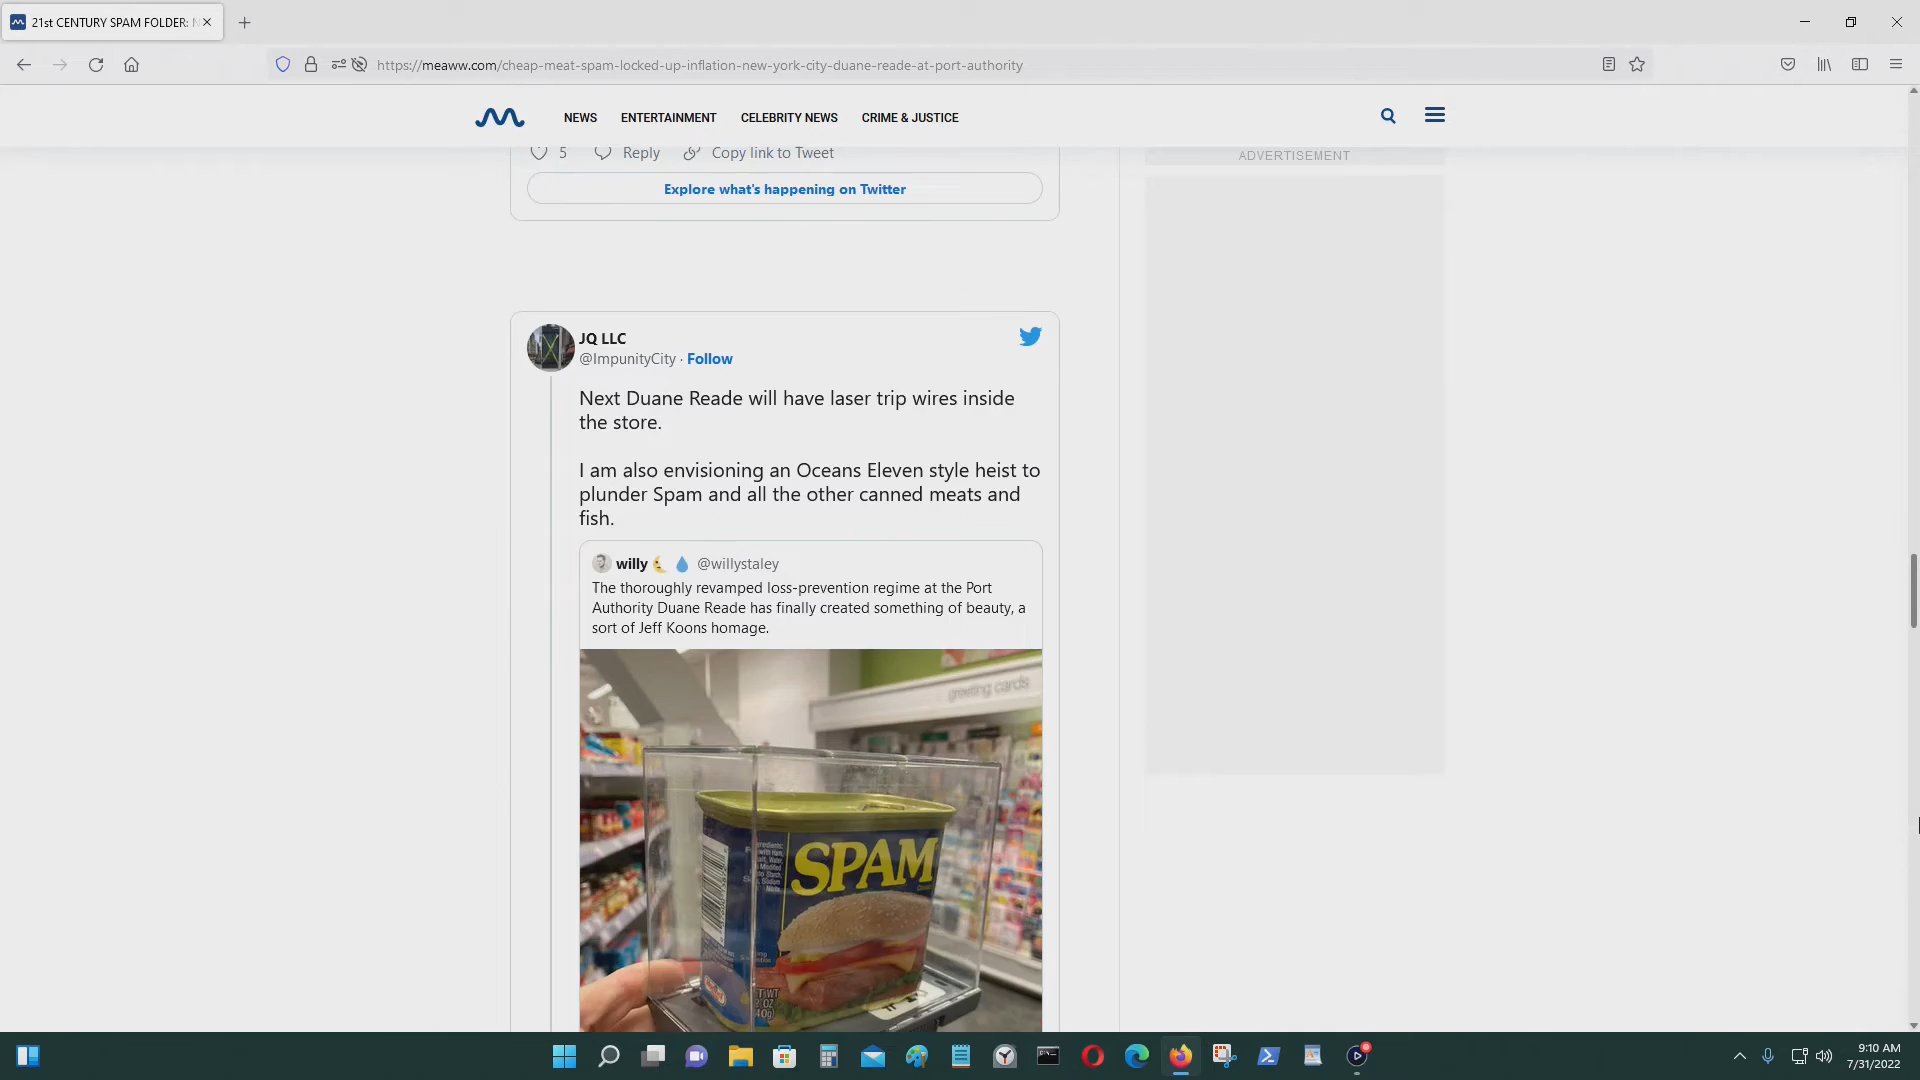 21st CENTURY SPAM FOLDER:
https://meaww.com/cheap-meat-spam-locked-up-inflation-new-york-city-duane-reade-at-port-authority
NEWS ENTERTAINMENT CELEBRITY NEWS CRIME & JUSTICE
5 Reply Copy link to Tweet
ADVERTISEMENT
Explore what's happening on Twitter
JQ LLC
@ImpunityCity · Follow
Next Duane Reade will have laser trip wires inside
the store.
I am also envisioning an Oceans Eleven style heist to
plunder Spam and all the other canned meats and
fish.
willy @willystaley
The thoroughly revamped loss-prevention regime at the Port
Authority Duane Reade has finally created something of beauty, a
sort of Jeff Koons homage.
greeting cards
SPAM
9:10 AM
7/31/2022